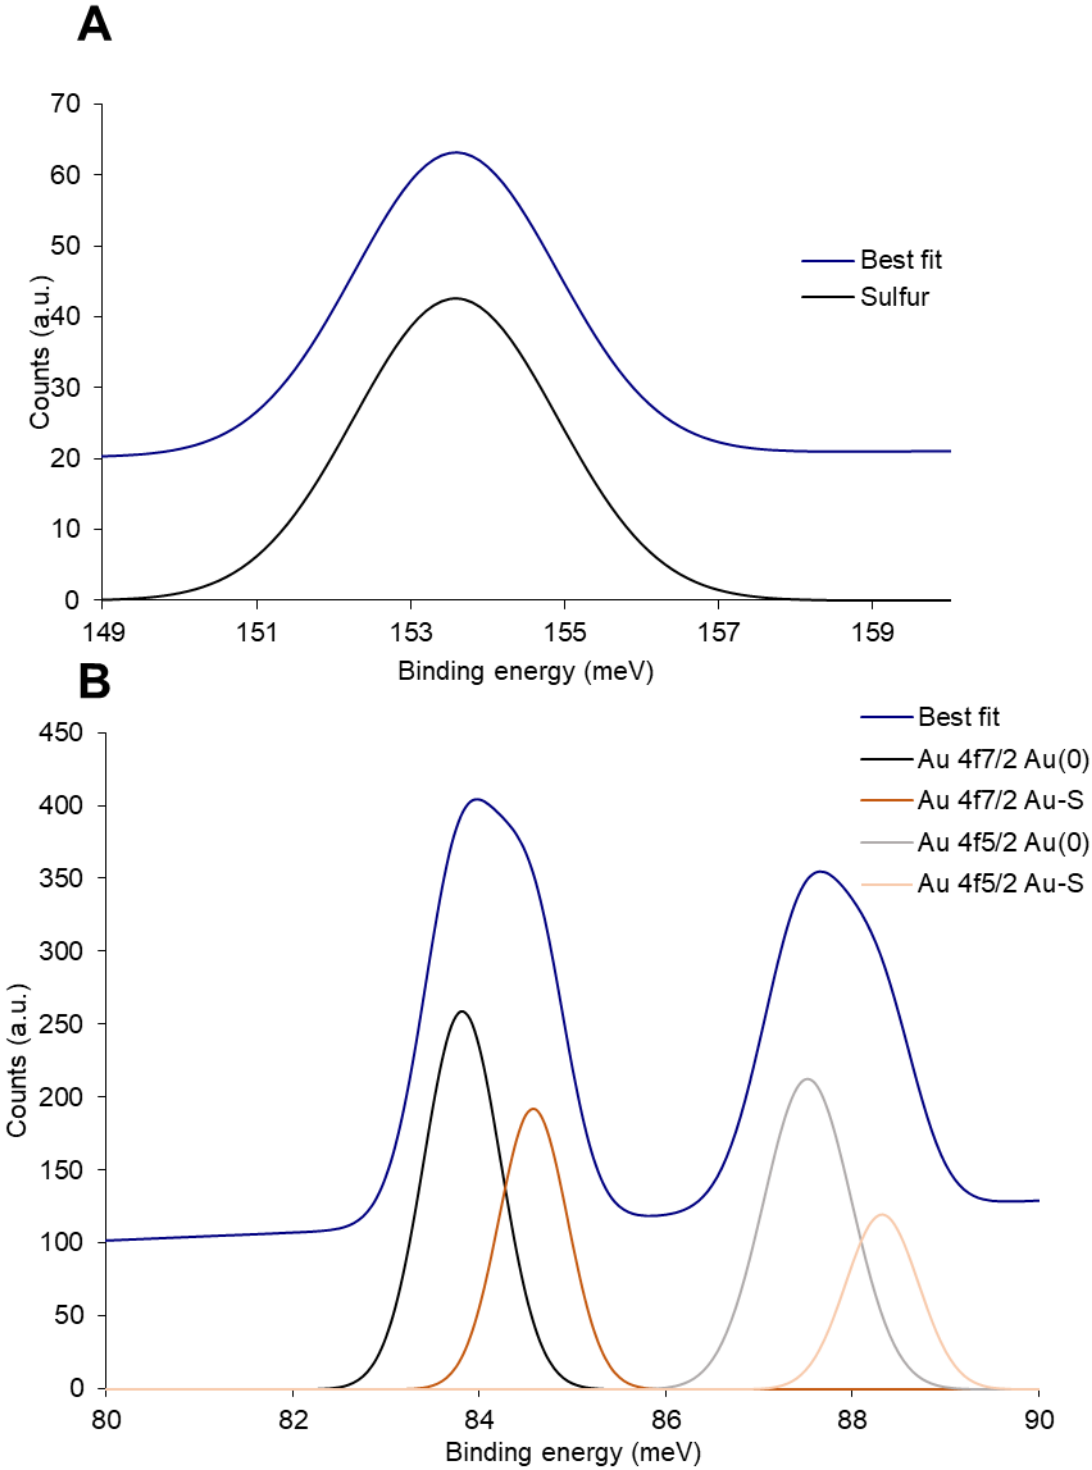 A
70
60
50
40
30
20
10
0
Counts (a.u.)
Best fit
Sulfur
149 151 153 155 157 159
Binding energy (meV)
B
450
400
350
300
250
200
150
100
50
0
Counts (a.u.)
Best fit
Au 4f7/2 Au(0)
Au 4f7/2 Au-S
Au 4f5/2 Au(0)
Au 4f5/2 Au-S
80 82 84 86 88 90
Binding energy (meV)